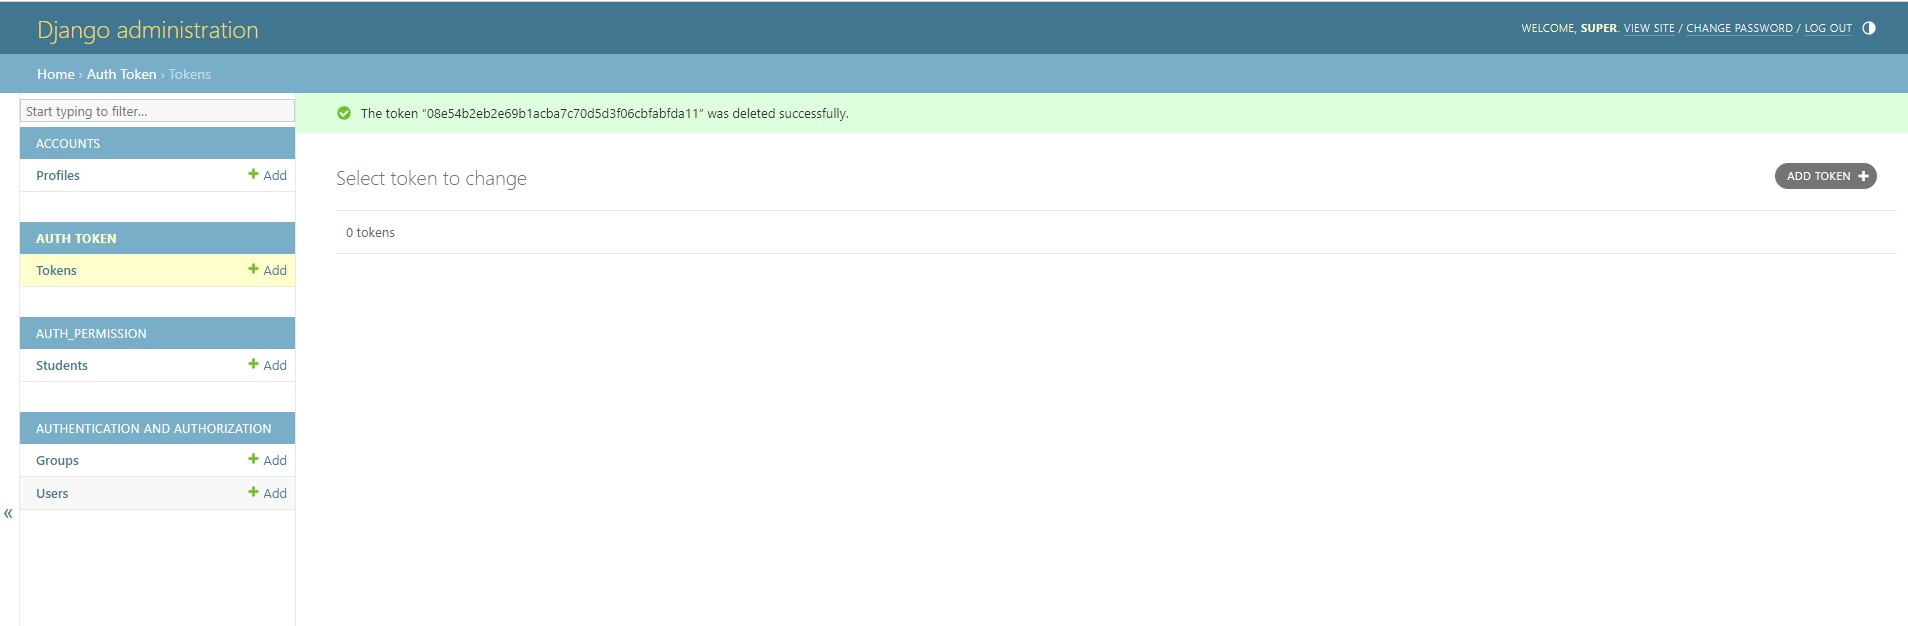 Django administration
WELCOME, SUPER. VIEW SITE / CHANGE PASSWORD / LOG OUT
Home › Auth Token › Tokens
Start typing to filter...
The token “08e54b2eb2e69b1acba7c70d5d3f06cbfabfda11” was deleted successfully.
ACCOUNTS
Profiles + Add
Select token to change
ADD TOKEN +
0 tokens
AUTH TOKEN
Tokens + Add
AUTH_PERMISSION
Students + Add
AUTHENTICATION AND AUTHORIZATION
Groups + Add
Users + Add
«